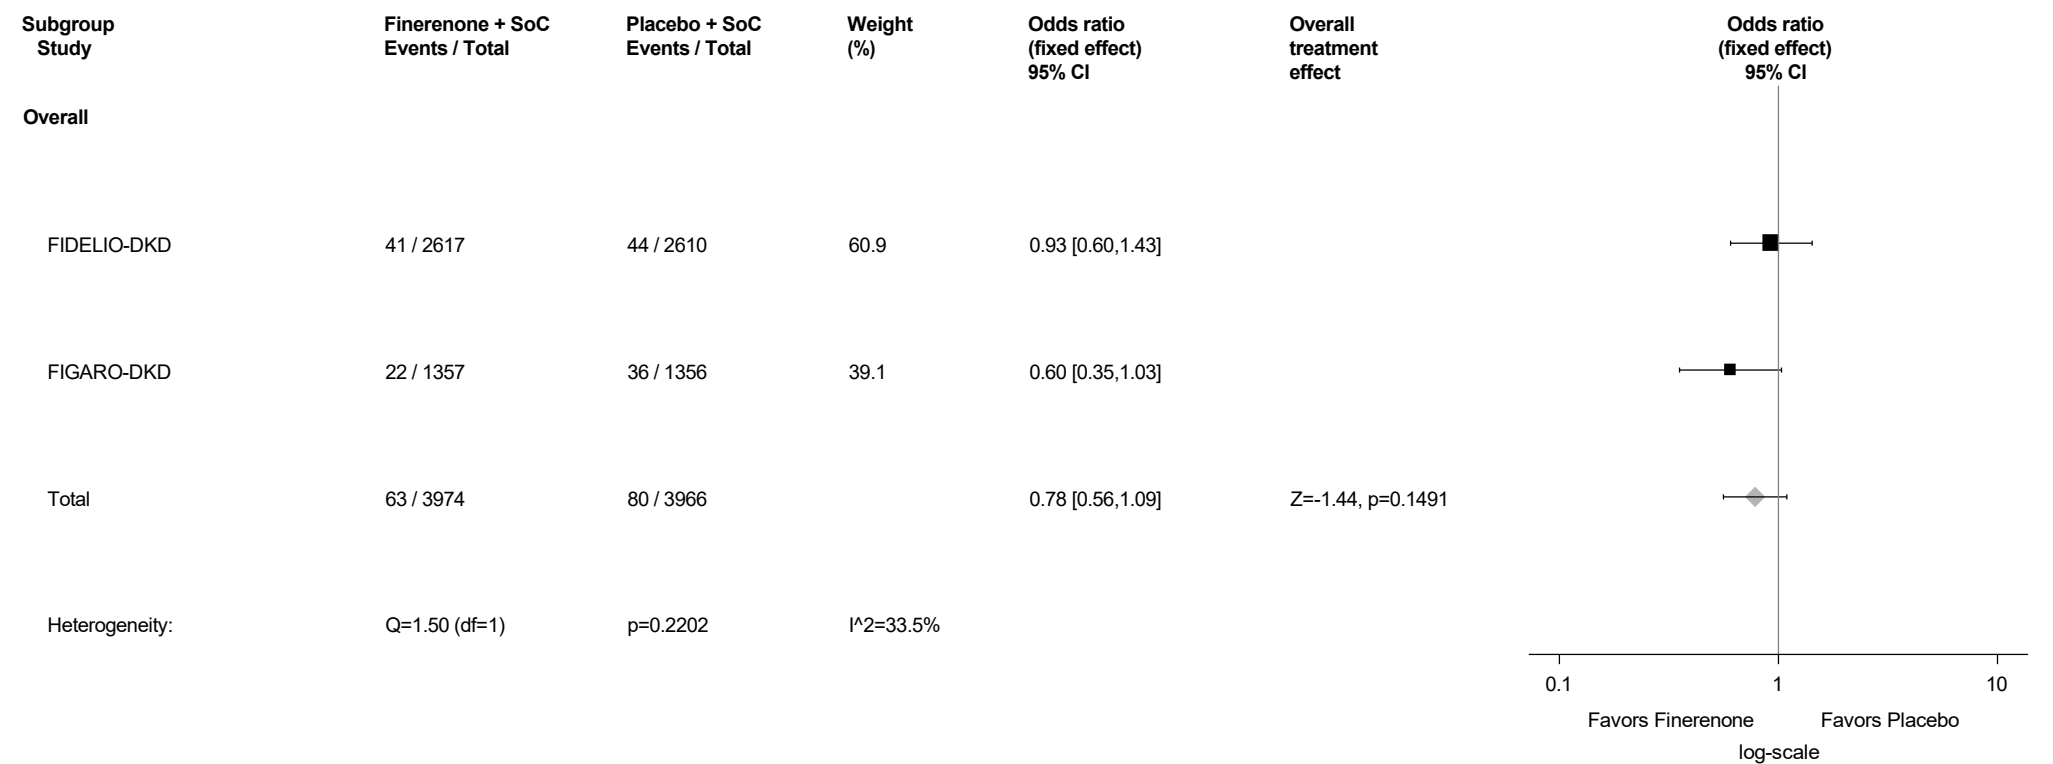 Subgroup Finerenone + SoC Placebo + SoC Weight Odds ratio Overall Odds ratio
Study Events / Total Events / Total (%) (fixed effect) treatment (fixed effect)
95% CI effect 95% CI
Overall
FIDELIO-DKD 41 / 2617 44 / 2610 60.9 0.93 [0.60,1.43]
FIGARO-DKD 22 / 1357 36 / 1356 39.1 0.60 [0.35,1.03]
Total 63 / 3974 80 / 3966 0.78 [0.56,1.09] Z=-1.44, p=0.1491
Heterogeneity: Q=1.50 (df=1) p=0.2202 I^2=33.5%
0.1 1 10
Favors Finerenone Favors Placebo
log-scale